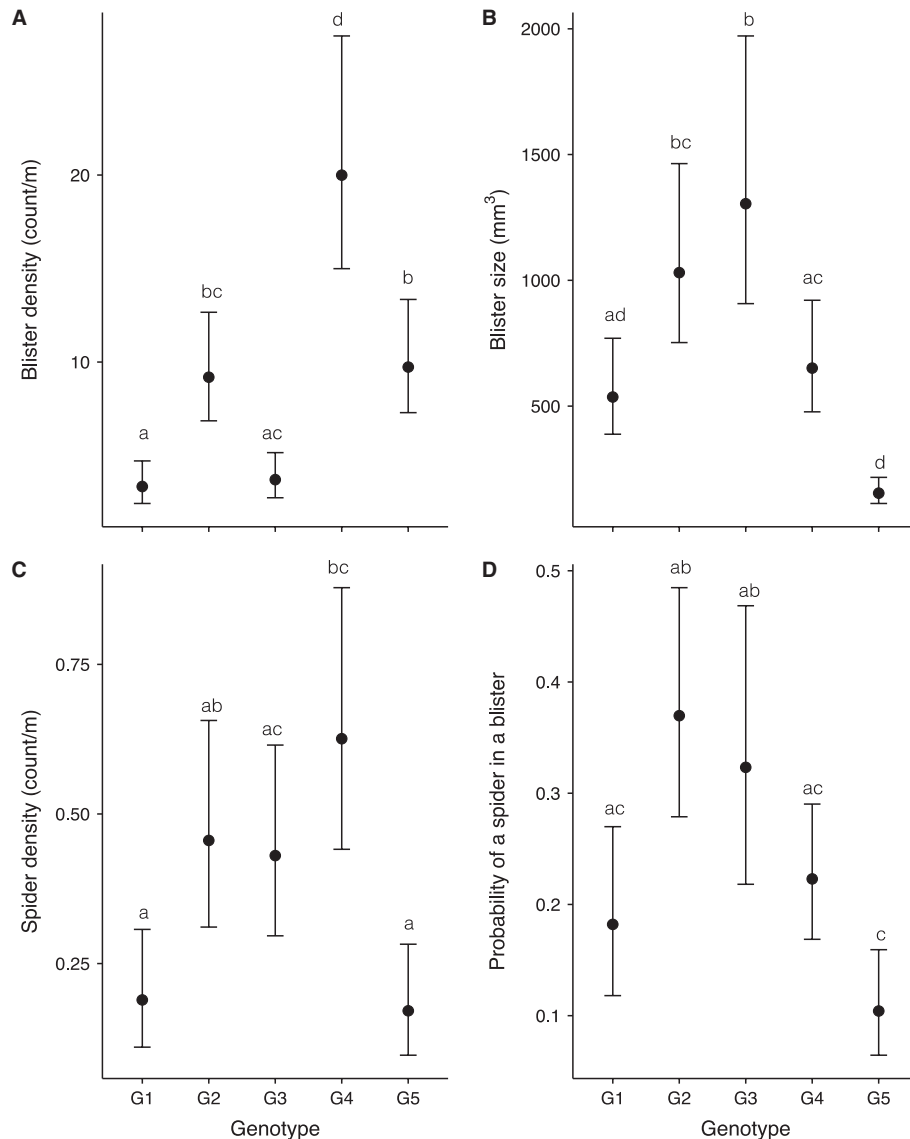 A
Blister density (count/m)
20
10
a
bc
ac
d
b
B
Blister size (mm³)
2000
1500
1000
500
ad
bc
b
ac
d
C
Spider density (count/m)
0.75
0.50
0.25
a
ab
ac
bc
a
G1 G2 G3 G4 G5
Genotype
D
Probability of a spider in a blister
0.5
0.4
0.3
0.2
0.1
ac
ab
ab
ac
c
G1 G2 G3 G4 G5
Genotype